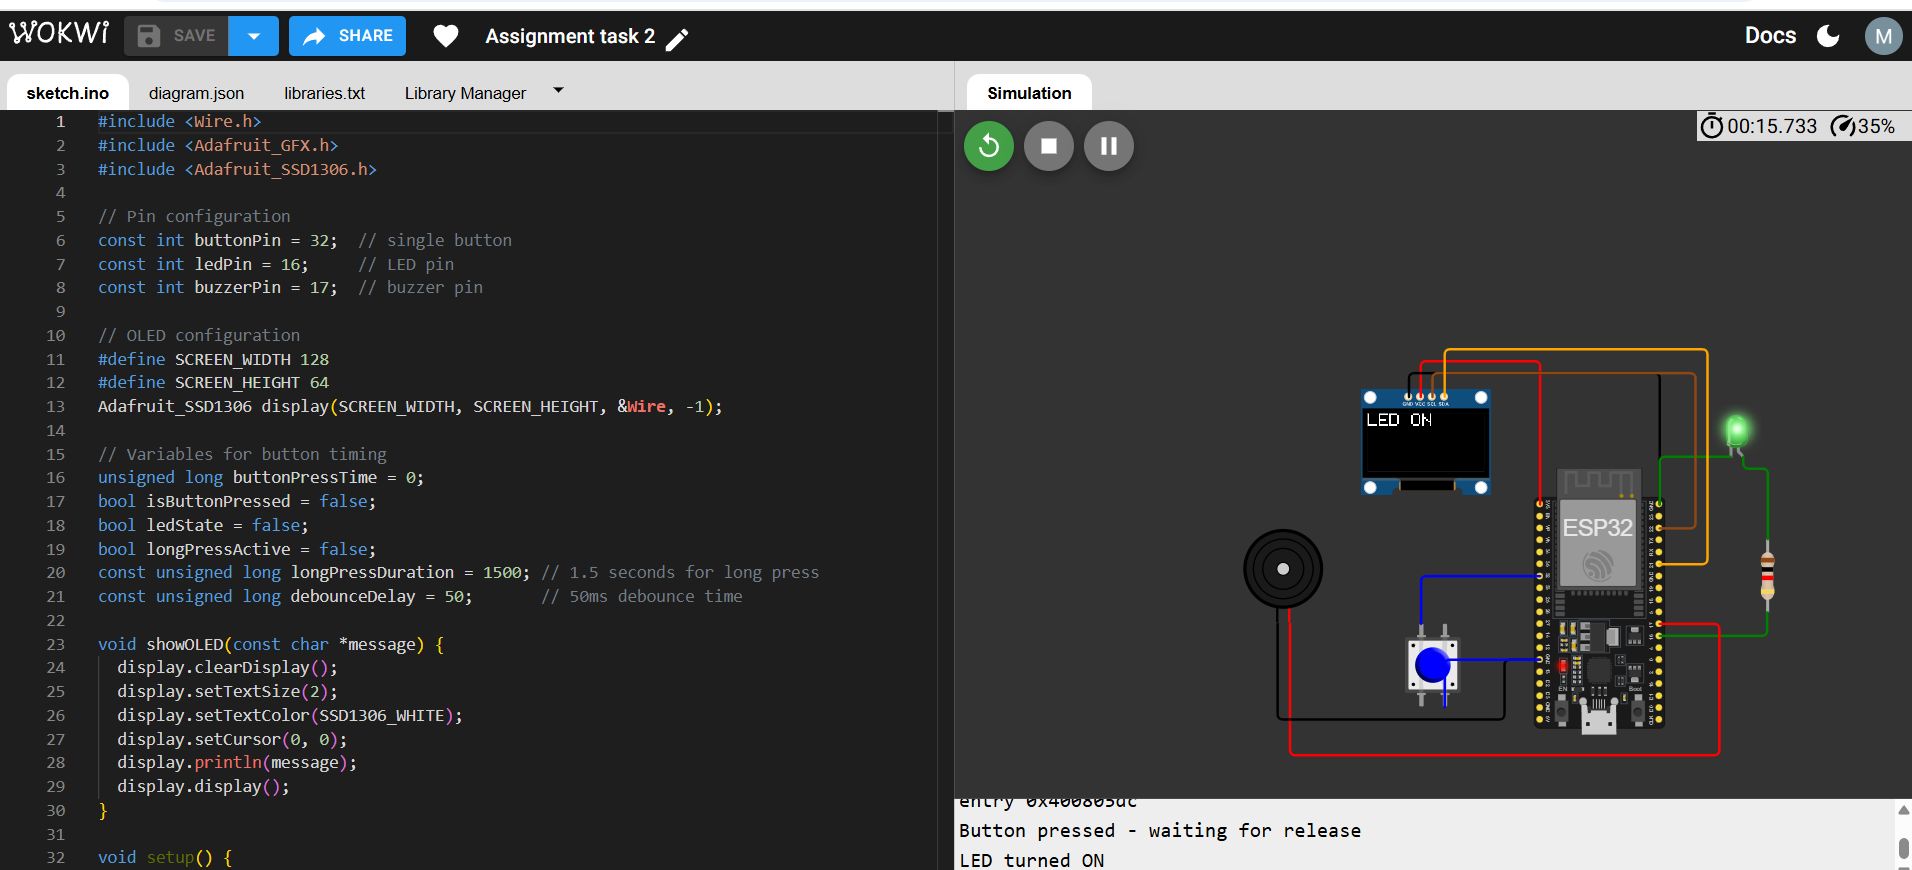 WOKWI
SAVE
SHARE
Assignment task 2
Docs
M
sketch.ino
diagram.json
libraries.txt
Library Manager
Simulation
1 #include <Wire.h>
2 #include <Adafruit_GFX.h>
3 #include <Adafruit_SSD1306.h>
4
5 // Pin configuration
6 const int buttonPin = 32;  // single button
7 const int ledPin = 16;     // LED pin
8 const int buzzerPin = 17;  // buzzer pin
9
10 // OLED configuration
11 #define SCREEN_WIDTH 128
12 #define SCREEN_HEIGHT 64
13 Adafruit_SSD1306 display(SCREEN_WIDTH, SCREEN_HEIGHT, &Wire, -1);
14
15 // Variables for button timing
16 unsigned long buttonPressTime = 0;
17 bool isButtonPressed = false;
18 bool ledState = false;
19 bool longPressActive = false;
20 const unsigned long longPressDuration = 1500; // 1.5 seconds for long press
21 const unsigned long debounceDelay = 50;       // 50ms debounce time
22
23 void showOLED(const char *message) {
24   display.clearDisplay();
25   display.setTextSize(2);
26   display.setTextColor(SSD1306_WHITE);
27   display.setCursor(0, 0);
28   display.println(message);
29   display.display();
30 }
31
32 void setup() {
00:15.733 35%
GND VCC SCL SDA
LED ON
ESP32
EN
Boot
entry 0x400805dc
Button pressed - waiting for release
LED turned ON